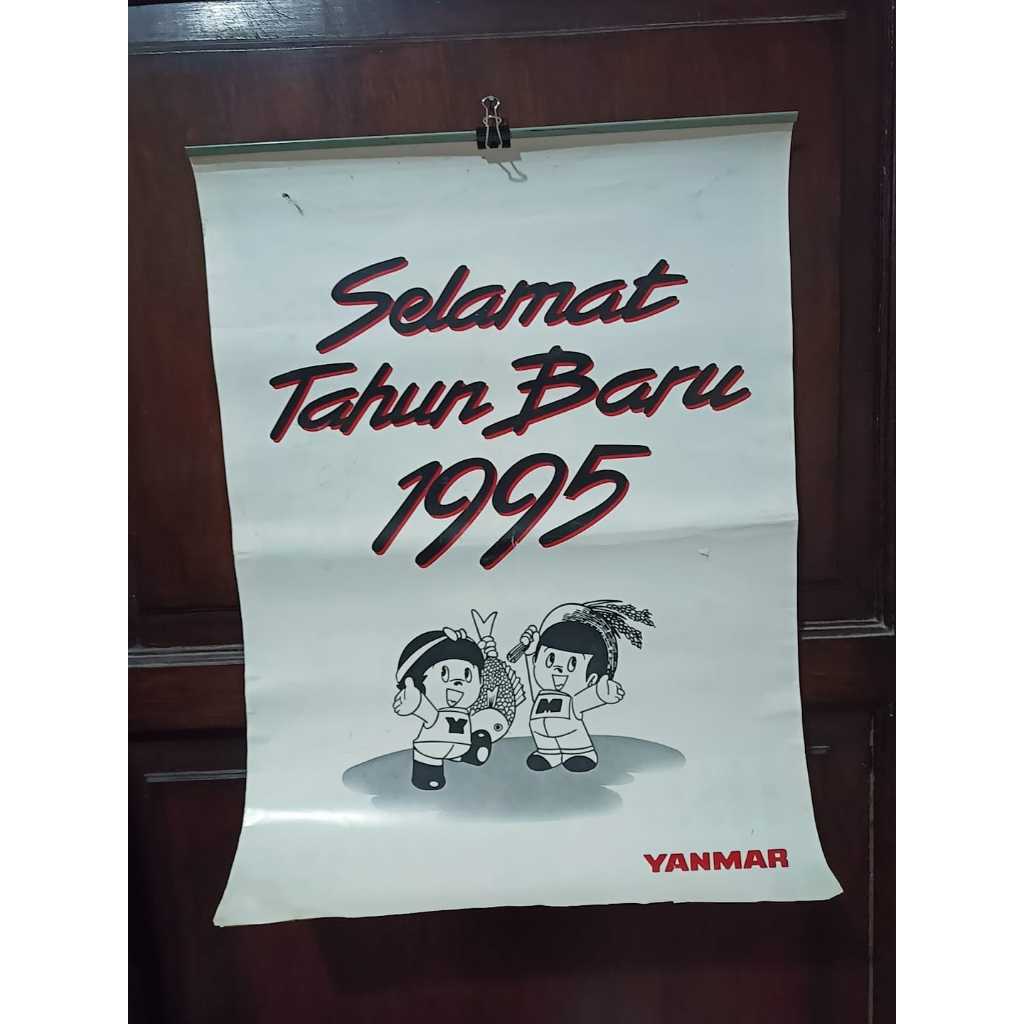 Selamat
Tahun Baru
1995
Y
M
YANMAR